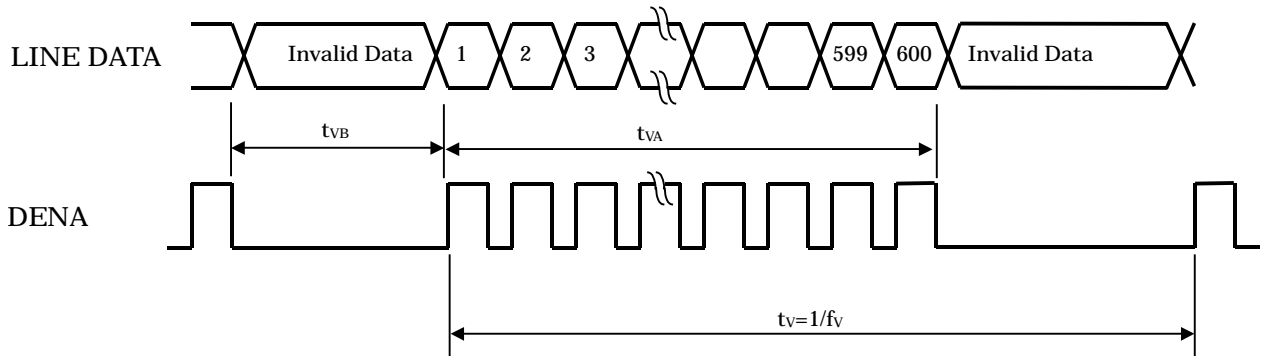 LINE DATA Invalid Data 1 2 3 599 600 Invalid Data
tVB tVA
DENA
tV=1/fV